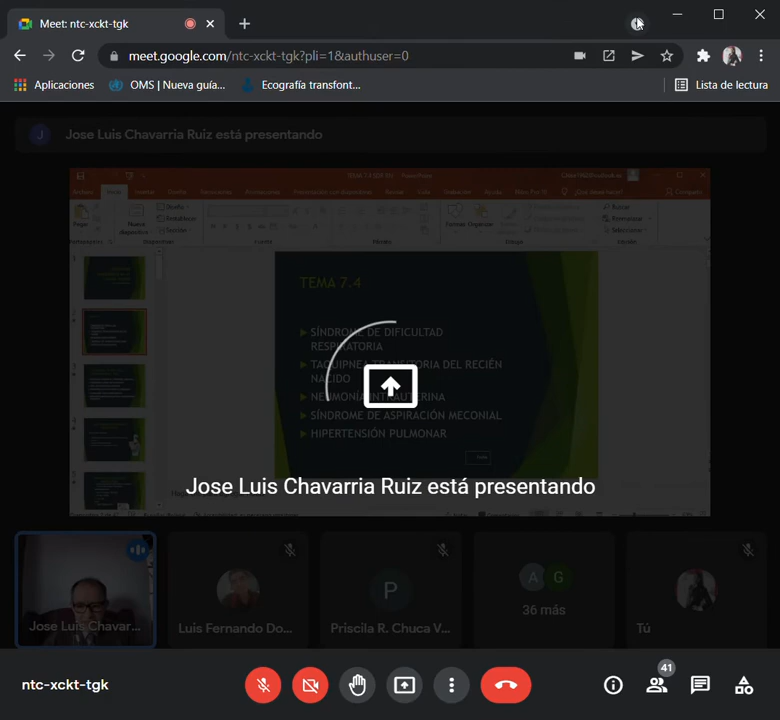 Meet: ntc-xckt-tgk
meet.google.com/ntc-xckt-tgk?pli=1&authuser=0
Aplicaciones
OMS | Nueva guía...
Ecografía transfont...
Lista de lectura
J
Jose Luis Chavarria Ruiz está presentando
TEMA 7.4
SÍNDROME DE DIFICULTAD
RESPIRATORIA
TAQUIPNEA TRANSITORIA DEL RECIÉN
NACIDO
NEUMONÍA INTRAUTERINA
SÍNDROME DE ASPIRACIÓN MECONIAL
HIPERTENSIÓN PULMONAR
Jose Luis Chavarria Ruiz está presentando
Jose Luis Chavar...
Luis Fernando Do...
P
Priscila R. Chuca V...
A G
36 más
Tú
ntc-xckt-tgk
41